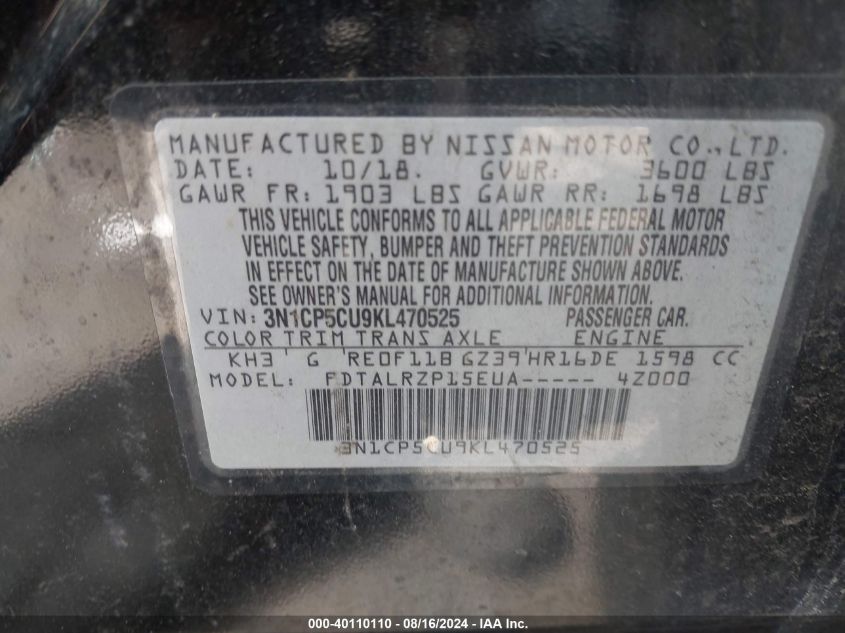 MANUFACTURED BY NISSAN MOTOR CO., LTD.
DATE: 10/18. GVWR: 3600 LBS
GAWR FR: 1903 LBS GAWR RR: 1698 LBS
THIS VEHICLE CONFORMS TO ALL APPLICABLE FEDERAL MOTOR
VEHICLE SAFETY, BUMPER AND THEFT PREVENTION STANDARDS
IN EFFECT ON THE DATE OF MANUFACTURE SHOWN ABOVE.
SEE OWNER'S MANUAL FOR ADDITIONAL INFORMATION.
VIN: 3N1CP5CU9KL470525 PASSENGER CAR.
COLOR TRIM TRANS AXLE ENGINE
KH3 G RE0F11B GZ39 HR16DE 1598 CC
MODEL: FDTALRZP15EUA----- 4Z000
3N1CP5CU9KL470525
000-40110110 - 08/16/2024 - IAA Inc.